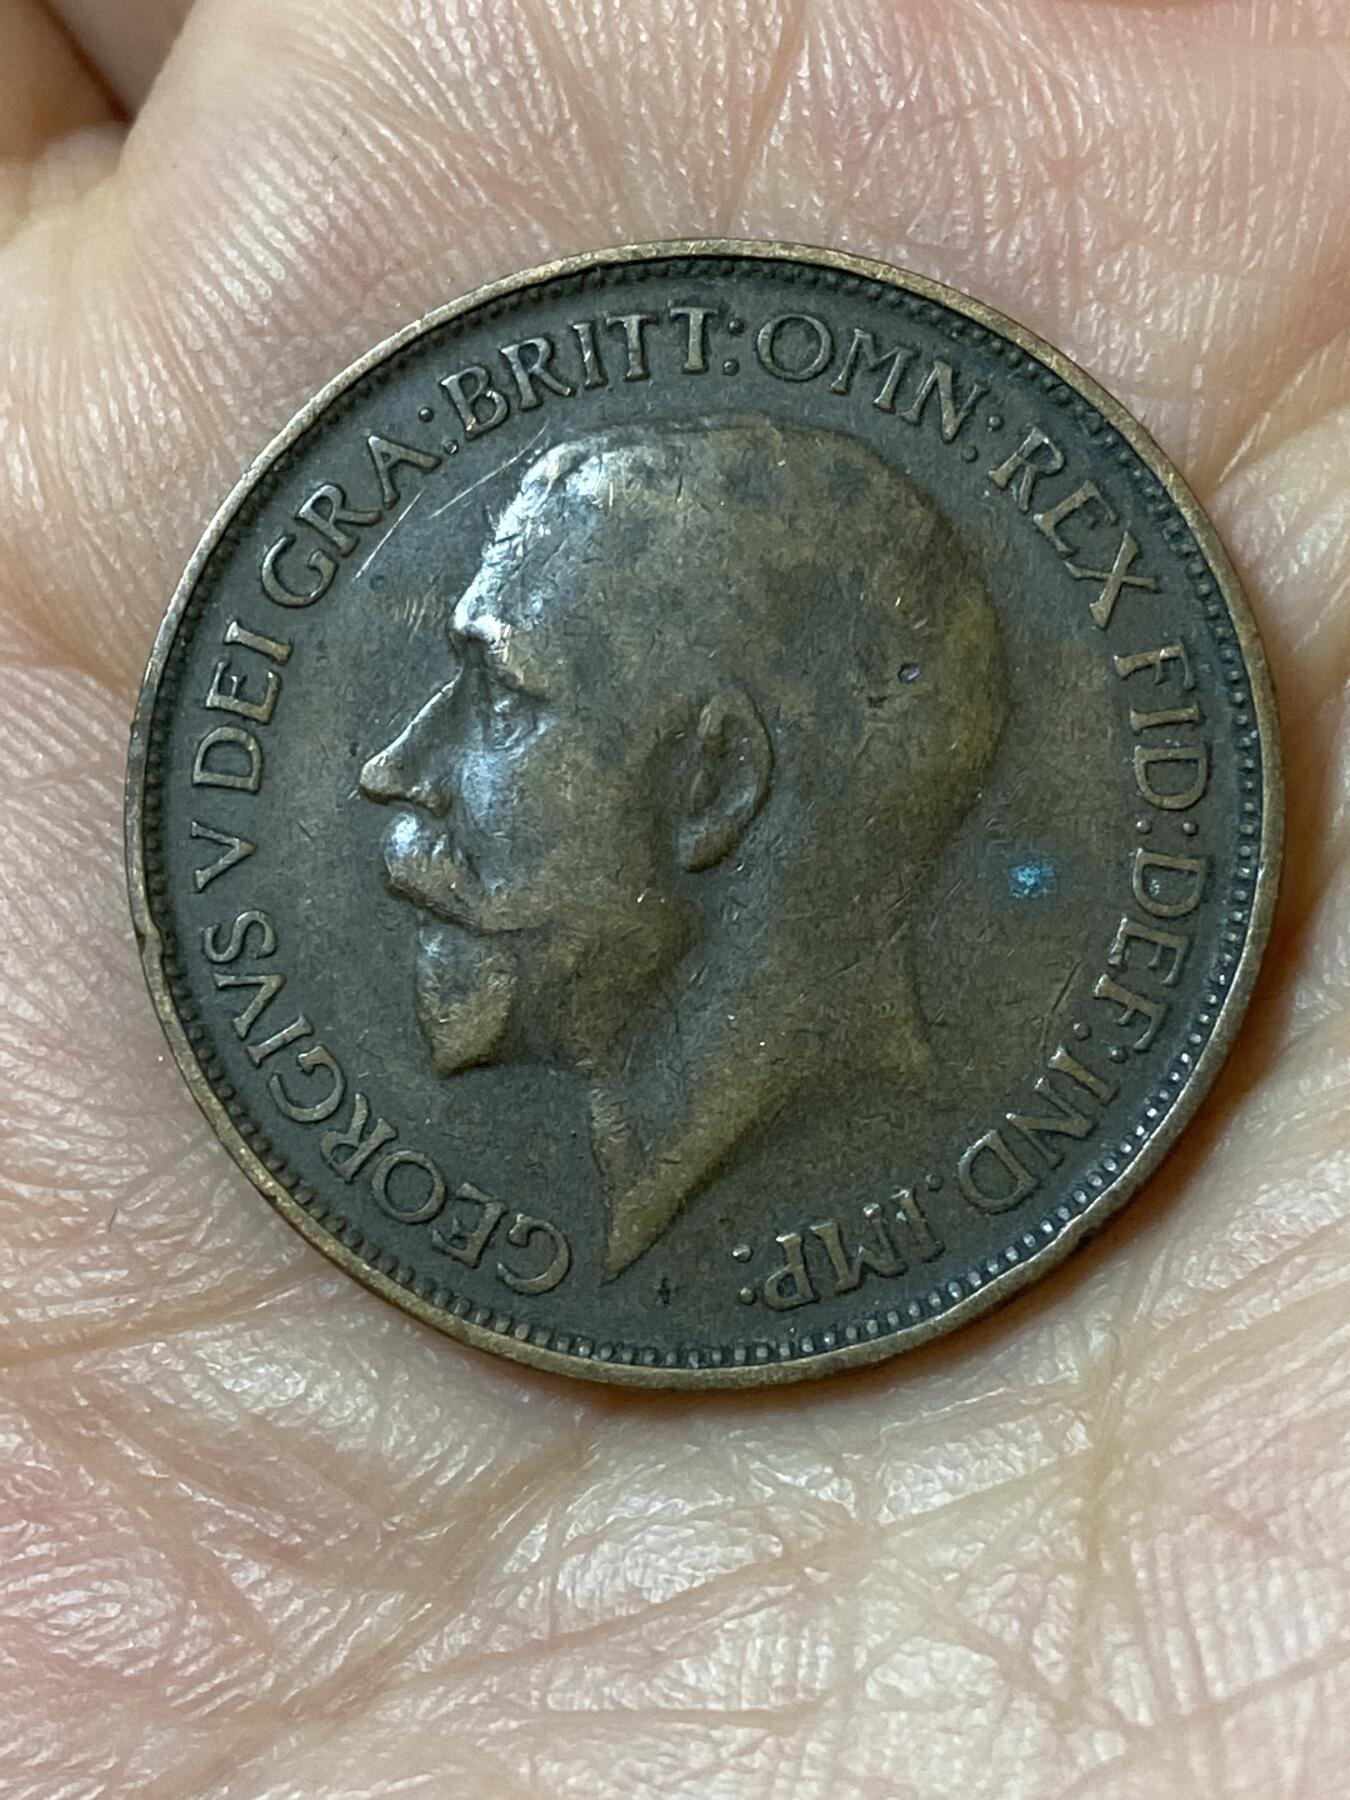 GEORGIVS V DEI GRA: BRITT: OMN: REX FID: DEF: IND. IMP: